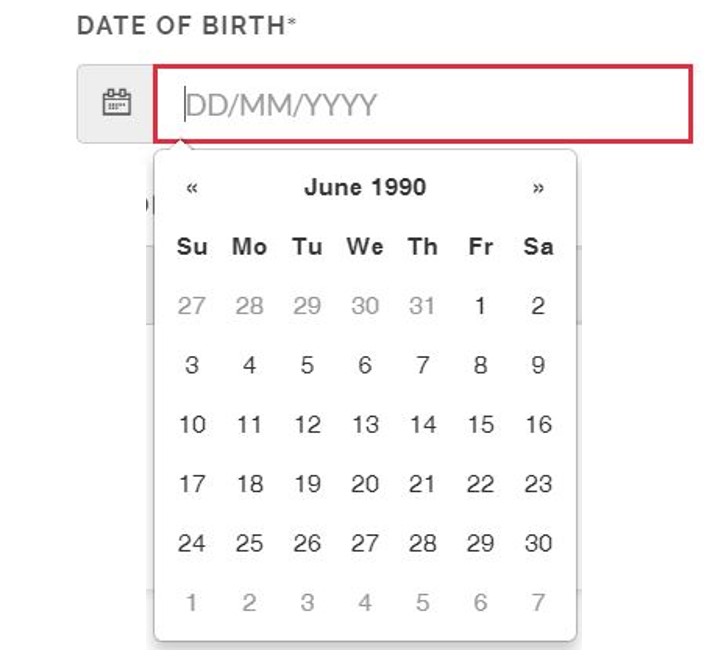 DATE OF BIRTH*
DD/MM/YYYY
« June 1990 »
Su Mo Tu We Th Fr Sa
27 28 29 30 31 1 2
3 4 5 6 7 8 9
10 11 12 13 14 15 16
17 18 19 20 21 22 23
24 25 26 27 28 29 30
1 2 3 4 5 6 7